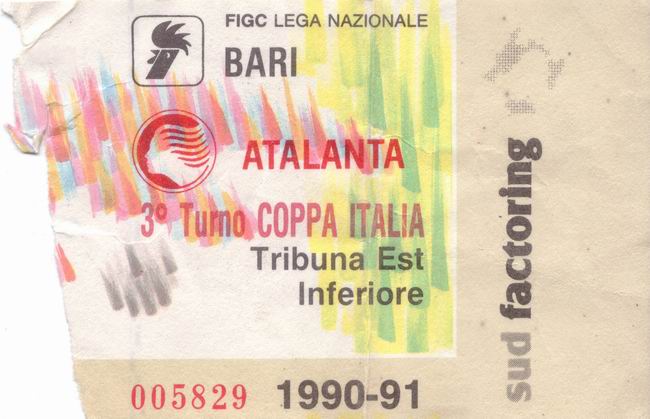 FIGC LEGA NAZIONALE
BARI
ATALANTA
3° Turno COPPA ITALIA
Tribuna Est
Inferiore
005829 1990-91
sud factoring